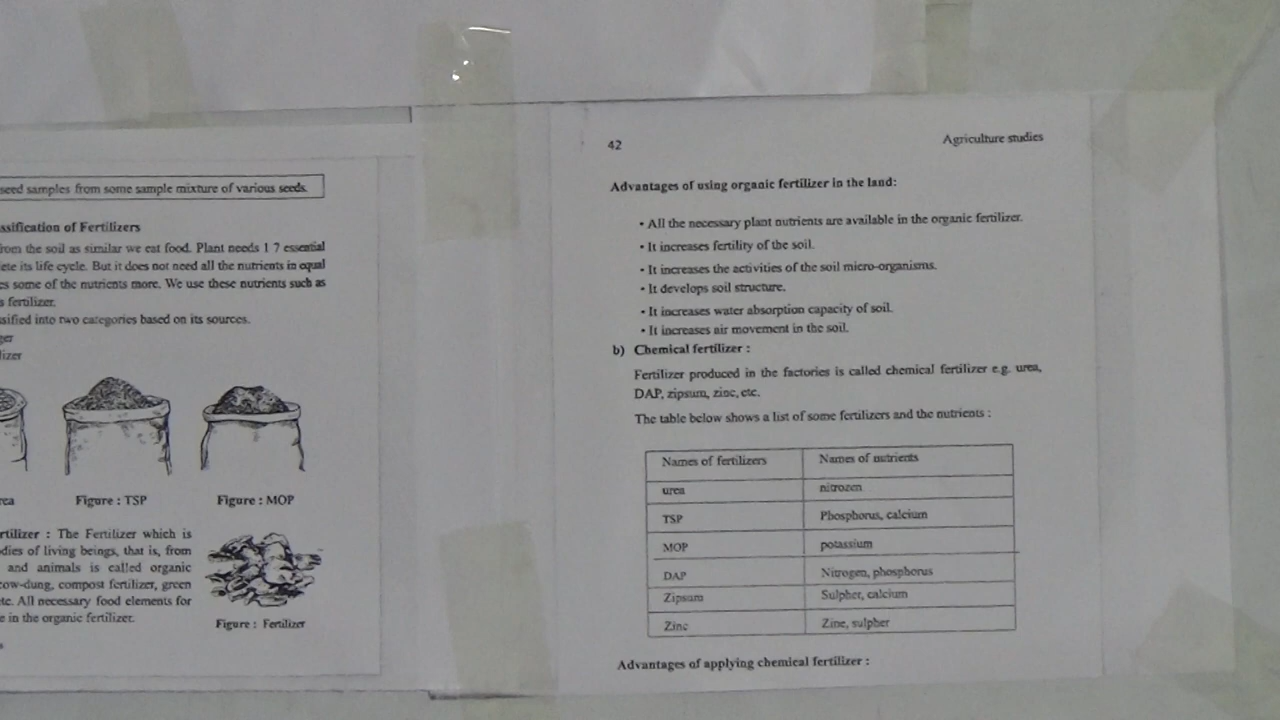 seed samples from some sample mixture of various seeds.
ssification of Fertilizers
from the soil as similar we eat food. Plant needs 1 7 essential
ete its life cycle. But it does not need all the nutrients in equal
es some of the nutrients more. We use these nutrients such as
s fertilizer.
ssified into two categories based on its sources.
ger
lizer
rea
Figure : TSP
Figure : MOP
rtilizer : The Fertilizer which is
dies of living beings, that is, from
and animals is called organic
cow-dung, compost fertilizer, green
etc. All necessary food elements for
e in the organic fertilizer.
Figure : Fertilizer
42
Agriculture studies
Advantages of using organic fertilizer in the land:
• All the necessary plant nutrients are available in the organic fertilizer.
• It increases fertility of the soil.
• It increases the activities of the soil micro-organisms.
• It develops soil structure.
• It increases water absorption capacity of soil.
• It increases air movement in the soil.
b) Chemical fertilizer :
Fertilizer produced in the factories is called chemical fertilizer e.g. urea,
DAP, zipsum, zinc, etc.
The table below shows a list of some fertilizers and the nutrients :
Names of fertilizers Names of nutrients
urea nitrogen
TSP Phosphorus, calcium
MOP potassium
DAP Nitrogen, phosphorus
Zipsum Sulpher, calcium
Zinc Zinc, sulpher
Advantages of applying chemical fertilizer :